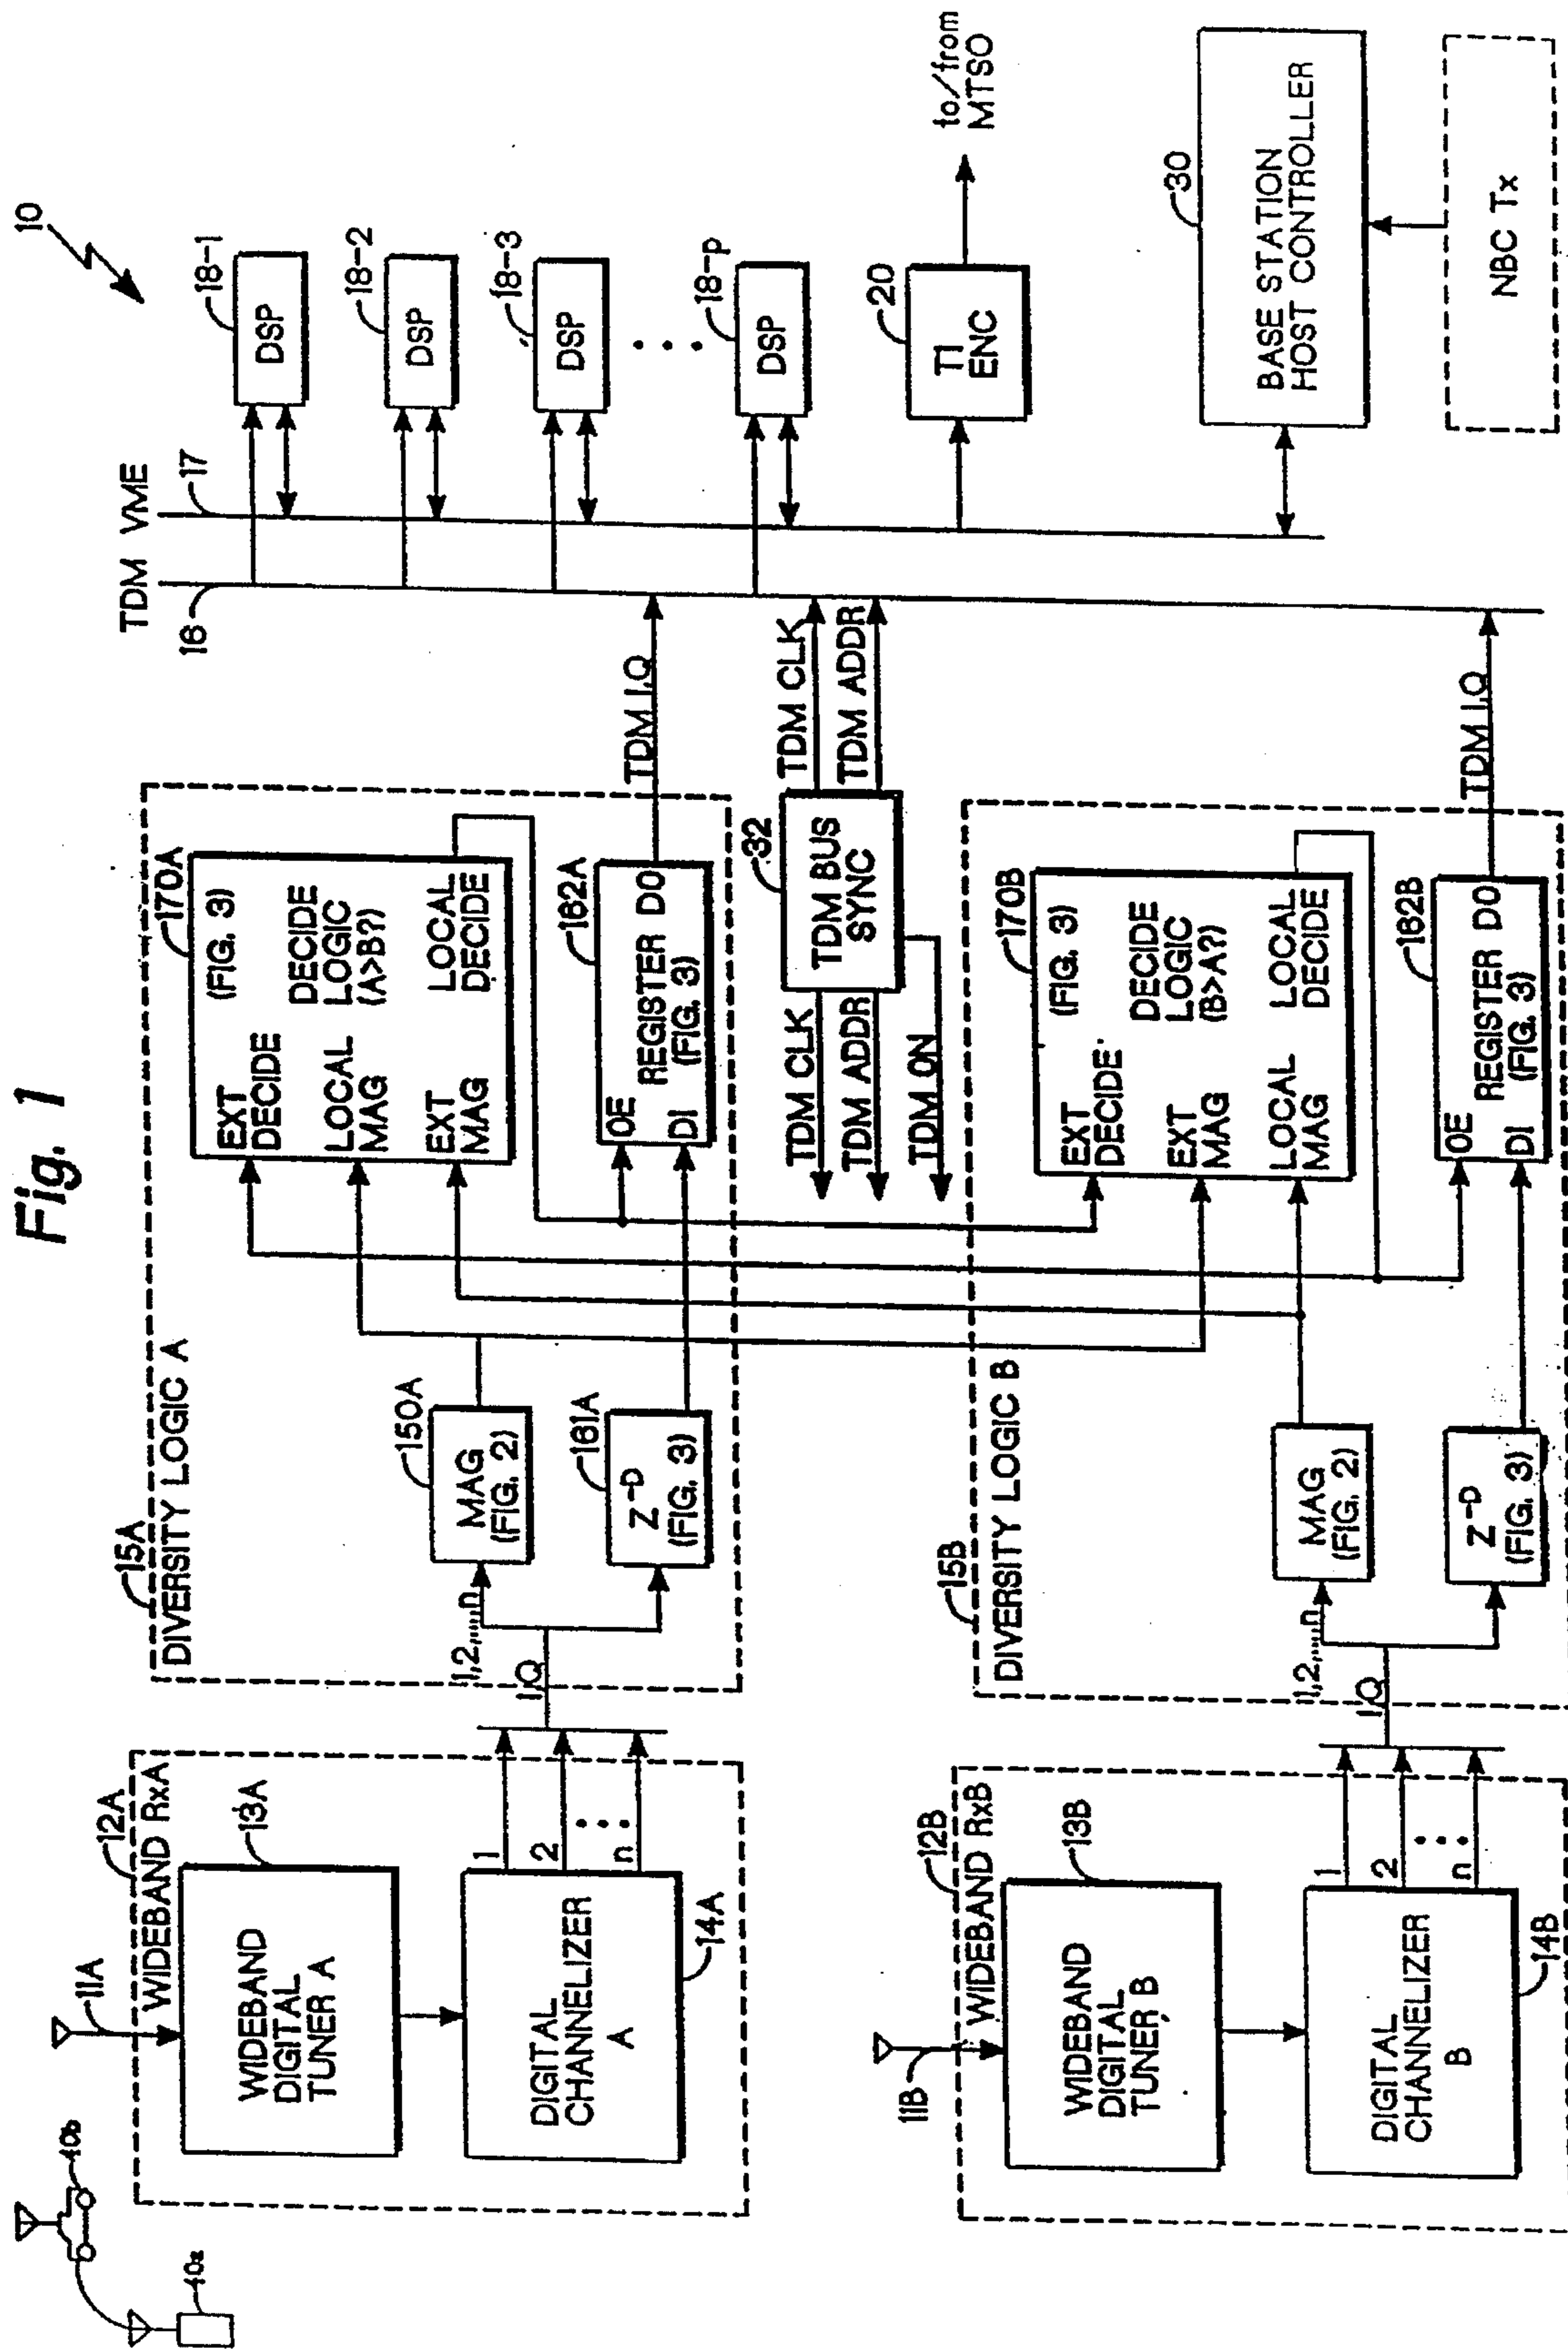 Fig. 1
10
40b
40a
11A
12A
WIDEBAND RxA
13A
WIDEBAND
DIGITAL
TUNER A
DIGITAL
CHANNELIZER
A
14A
1
2
n
I,Q
1,2,...,n
15A
DIVERSITY LOGIC A
150A
MAG
(FIG. 2)
161A
Z-D
(FIG. 3)
170A
EXT
DECIDE
(FIG. 3)
LOCAL
MAG
DECIDE
LOGIC
(A>B?)
EXT
MAG
LOCAL
DECIDE
162A
OE
REGISTER DO
DI
(FIG. 3)
TDM I,Q
TDM VME
16
17
18-1
DSP
18-2
DSP
18-3
DSP
18-p
DSP
20
T1
ENC
to/from
MTSO
32
TDM BUS
SYNC
TDM CLK
TDM ADDR
TDM ON
TDM CLK
TDM ADDR
30
BASE STATION
HOST CONTROLLER
NBC Tx
11B
12B
WIDEBAND RxB
13B
WIDEBAND
DIGITAL
TUNER B
DIGITAL
CHANNELIZER
B
14B
1
2
n
I,Q
1,2,...,n
15B
DIVERSITY LOGIC B
MAG
(FIG. 2)
Z-D
(FIG. 3)
170B
EXT
DECIDE
(FIG. 3)
EXT
MAG
DECIDE
LOGIC
(B>A?)
LOCAL
MAG
LOCAL
DECIDE
162B
OE
REGISTER DO
DI
(FIG. 3)
TDM I,Q